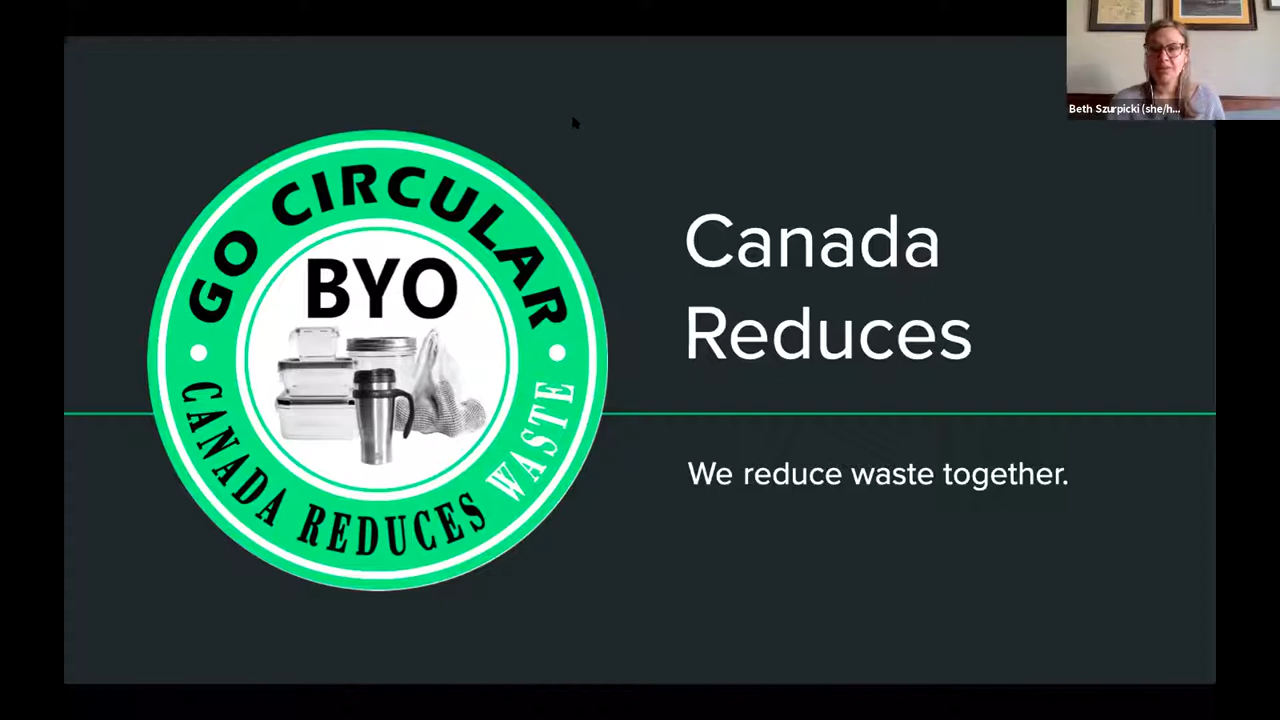 Beth Szurpicki (she/h...
GO CIRCULAR
BYO
CANADA REDUCES WASTE
Canada
Reduces
We reduce waste together.